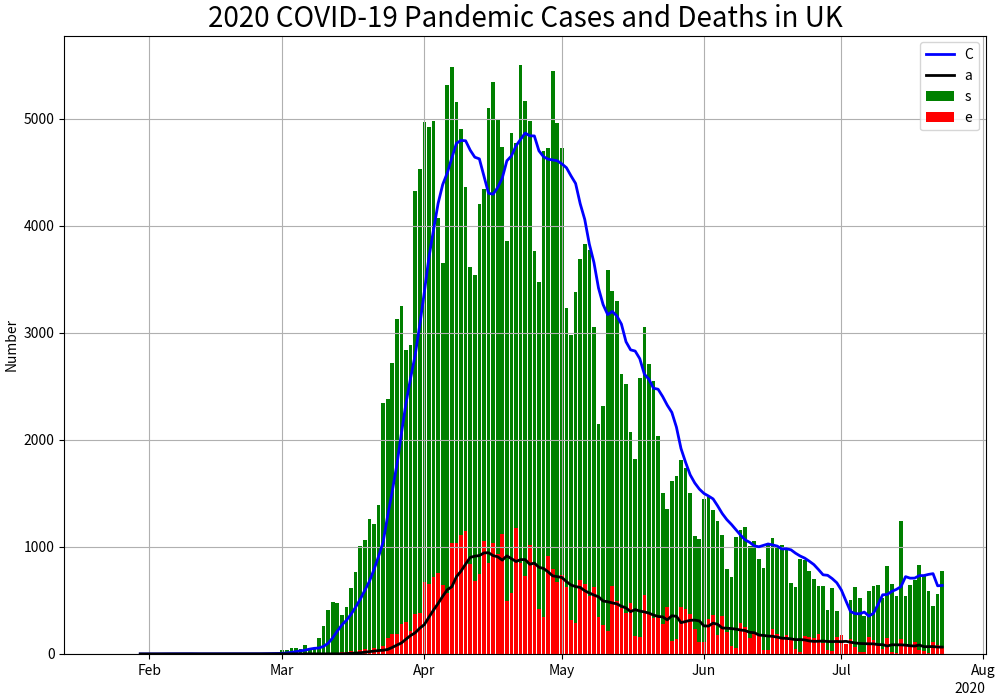 2020 COVID-19 Pandemic Cases and Deaths in UK
C
a
s
e
5000
4000
3000
2000
1000
0
Number
Feb
Mar
Apr
May
Jun
Jul
Aug
2020